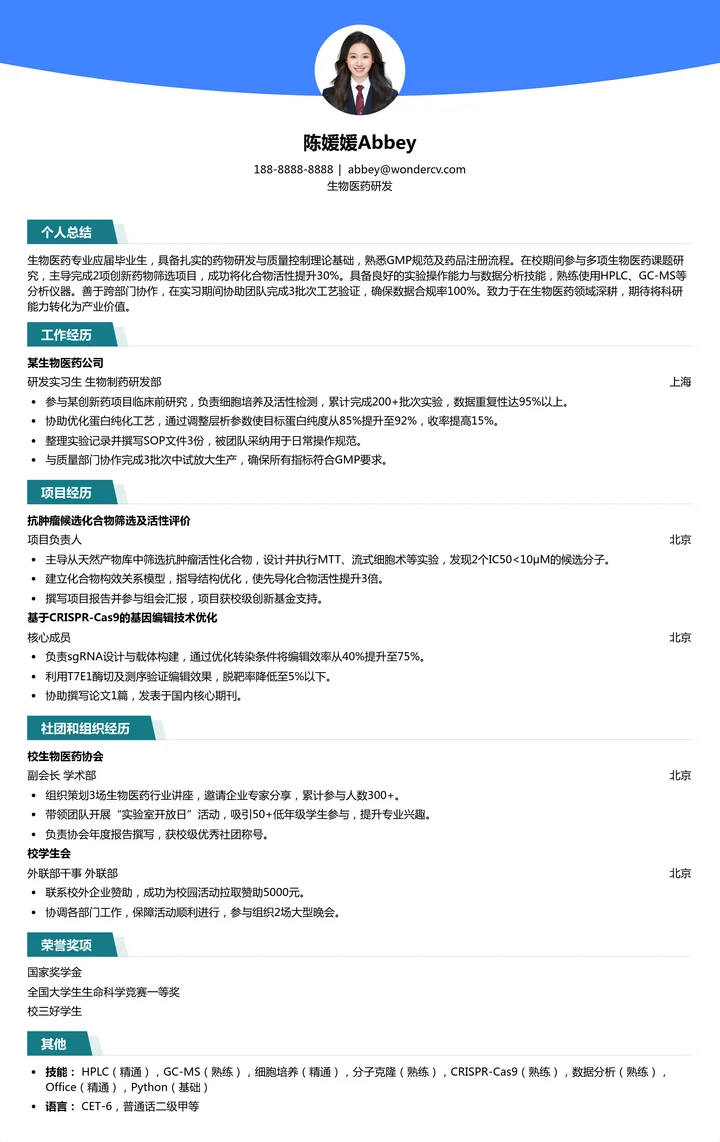 陈媛媛Abbey
188-8888-8888 | abbey@wondercv.com
生物医药研发
个人总结
生物医药专业应届毕业生，具备扎实的药物研发与质量控制理论基础，熟悉GMP规范及药品注册流程。在校期间参与多项生物医药课题研
究，主导完成2项创新药物筛选项目，成功将化合物活性提升30%。具备良好的实验操作能力与数据分析技能，熟练使用HPLC、GC-MS等
分析仪器。善于跨部门协作，在实习期间协助团队完成3批次工艺验证，确保数据合规率100%。致力于在生物医药领域深耕，期待将科研
能力转化为产业价值。
工作经历
某生物医药公司
研发实习生 生物制药研发部 上海
• 参与某创新药项目临床前研究，负责细胞培养及活性检测，累计完成200+批次实验，数据重复性达95%以上。
• 协助优化蛋白纯化工艺，通过调整层析参数使目标蛋白纯度从85%提升至92%，收率提高15%。
• 整理实验记录并撰写SOP文件3份，被团队采纳用于日常操作规范。
• 与质量部门协作完成3批次中试放大生产，确保所有指标符合GMP要求。
项目经历
抗肿瘤候选化合物筛选及活性评价
项目负责人 北京
• 主导从天然产物库中筛选抗肿瘤活性化合物，设计并执行MTT、流式细胞术等实验，发现2个IC50<10μM的候选分子。
• 建立化合物构效关系模型，指导结构优化，使先导化合物活性提升3倍。
• 撰写项目报告并参与组会汇报，项目获校级创新基金支持。
基于CRISPR-Cas9的基因编辑技术优化
核心成员 北京
• 负责sgRNA设计与载体构建，通过优化转染条件将编辑效率从40%提升至75%。
• 利用T7E1酶切及测序验证编辑效果，脱靶率降低至5%以下。
• 协助撰写论文1篇，发表于国内核心期刊。
社团和组织经历
校生物医药协会
副会长 学术部 北京
• 组织策划3场生物医药行业讲座，邀请企业专家分享，累计参与人数300+。
• 带领团队开展“实验室开放日”活动，吸引50+低年级学生参与，提升专业兴趣。
• 负责协会年度报告撰写，获校级优秀社团称号。
校学生会
外联部干事 外联部 北京
• 联系校外企业赞助，成功为校园活动拉取赞助5000元。
• 协调各部门工作，保障活动顺利进行，参与组织2场大型晚会。
荣誉奖项
国家奖学金
全国大学生生命科学竞赛一等奖
校三好学生
其他
• 技能： HPLC（精通），GC-MS（熟练），细胞培养（精通），分子克隆（熟练），CRISPR-Cas9（熟练），数据分析（熟练），
Office（精通），Python（基础）
• 语言： CET-6，普通话二级甲等